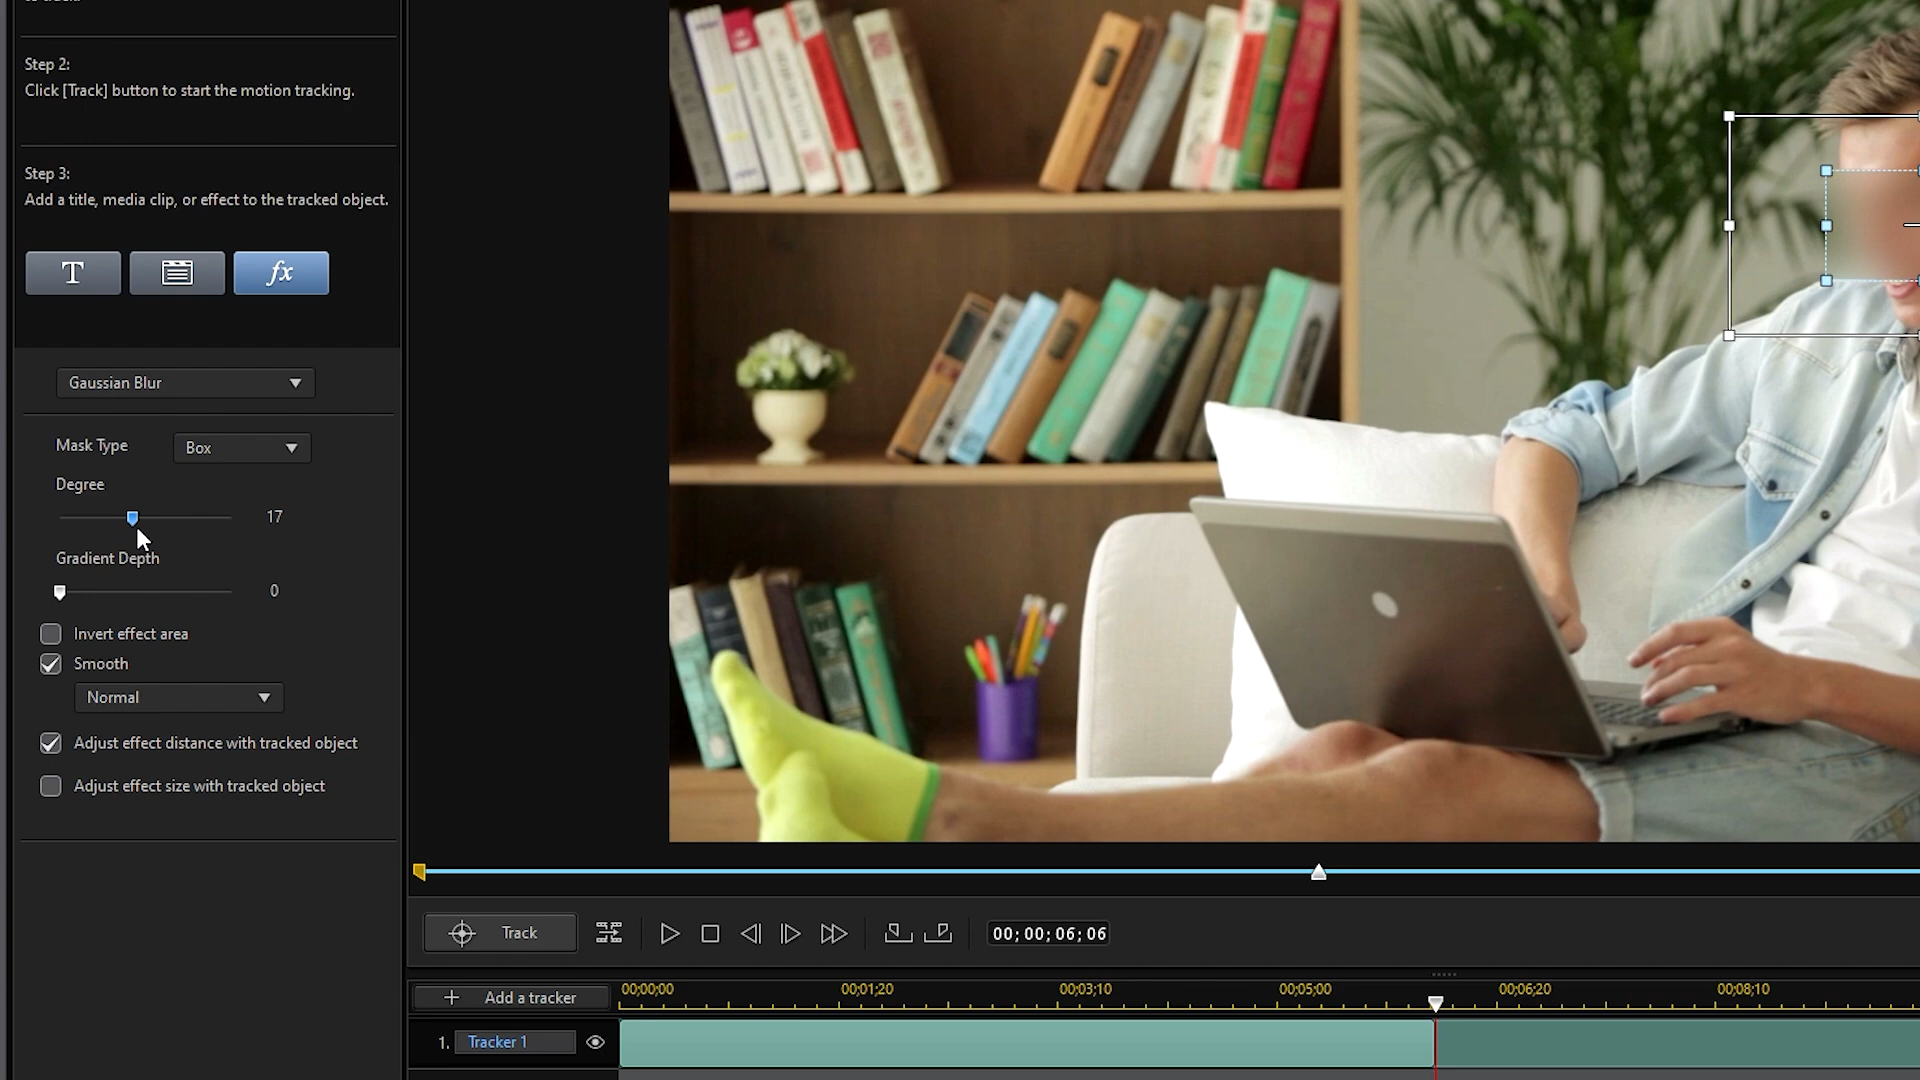 Step 2:
Click [Track] button to start the motion tracking.
Step 3:
Add a title, media clip, or effect to the tracked object.
T
fx
Gaussian Blur
Mask Type
Box
Degree
17
Gradient Depth
0
Invert effect area
Smooth
Normal
Adjust effect distance with tracked object
Adjust effect size with tracked object
Track
00;00;06;06
Add a tracker
00;00;00
00;01;20
00;03;10
00;05;00
00;06;20
00;08;10
1. Tracker 1